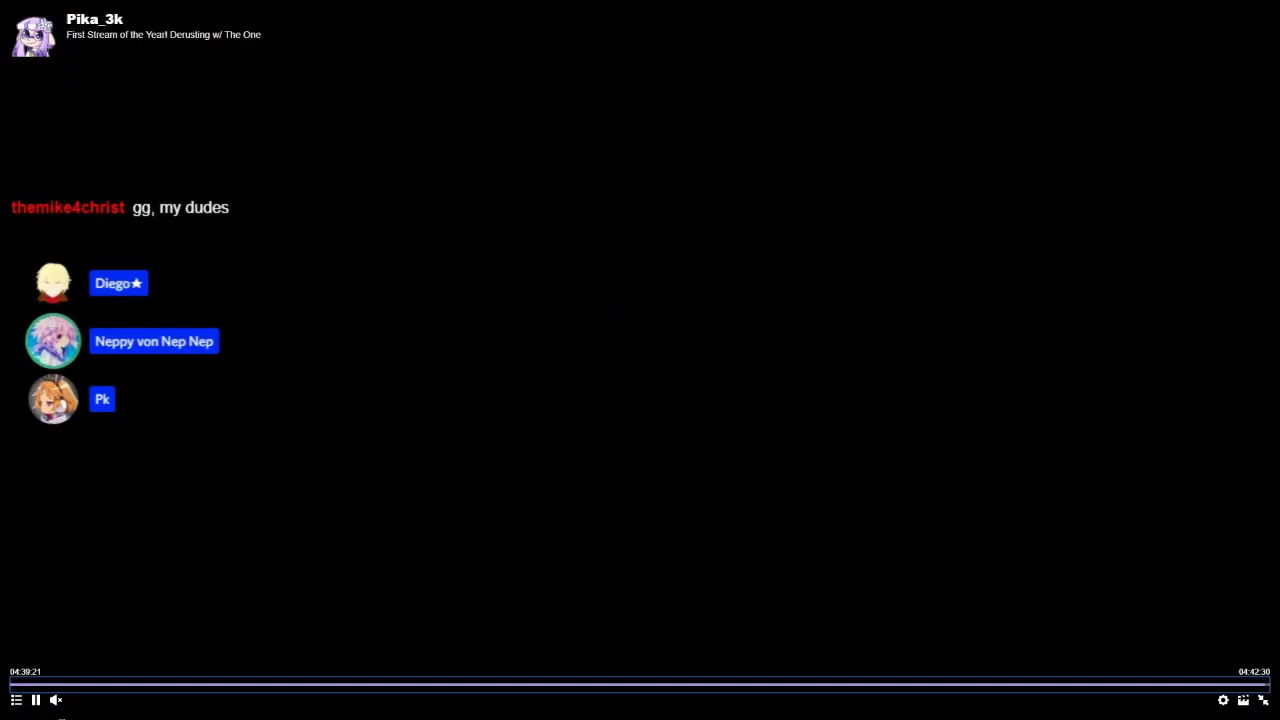 Pika_3k
First Stream of the Year! Derusting w/ The One
themike4christ gg, my dudes
Diego★
Neppy von Nep Nep
Pk
04:39:21
04:42:30